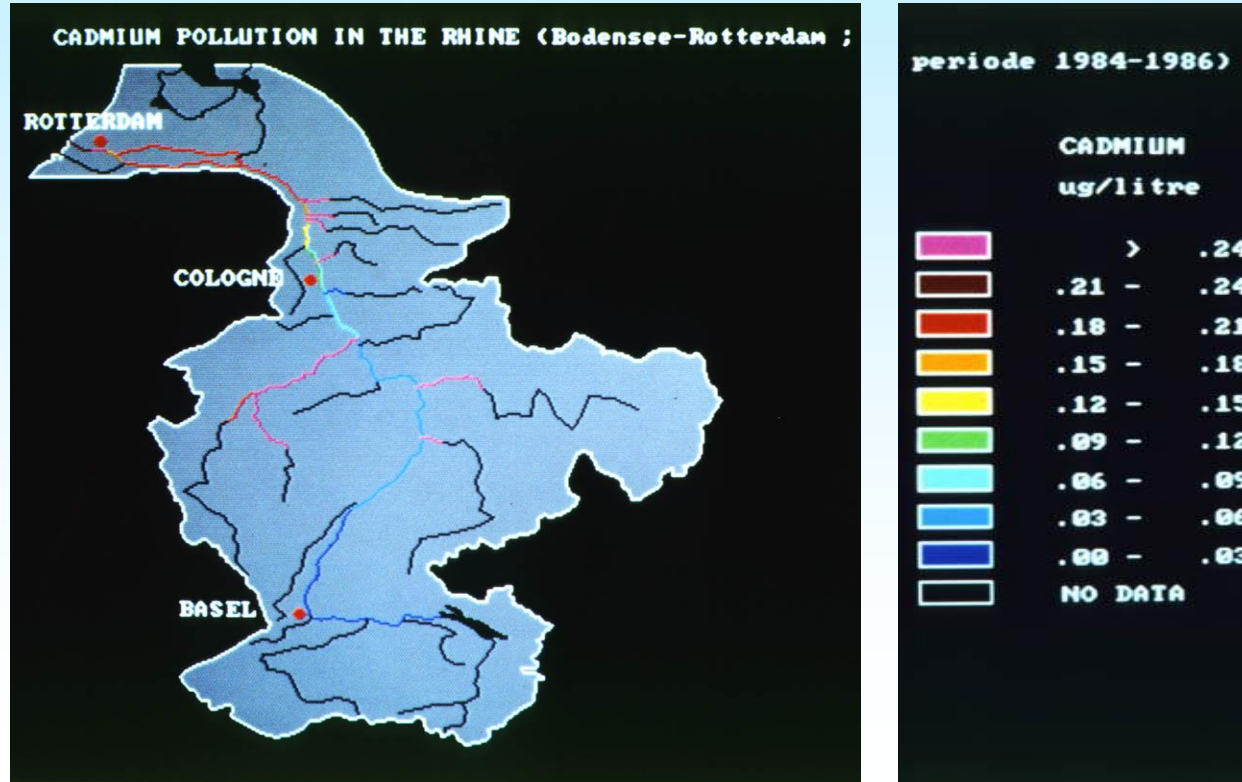 CADMIUM POLLUTION IN THE RHINE (Bodensee-Rotterdam ;
ROTTERDAM
COLOGNE
BASEL
periode 1984-1986)
CADMIUM
ug/litre
> .24
.21 - .24
.18 - .21
.15 - .18
.12 - .15
.09 - .12
.06 - .09
.03 - .06
.00 - .03
NO DATA